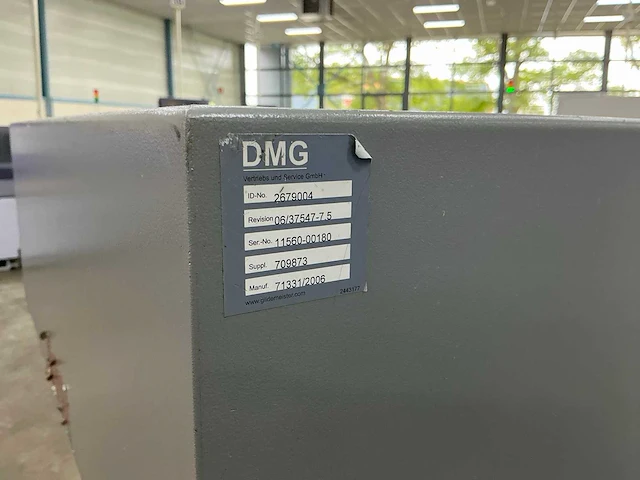 DMG
Vertriebs und Service GmbH
ID-No. 2679004
Revision 06/37547-7.5
Ser.-No. 11560-00180
Suppl. 709873
Manuf. 71331/2006
www.gildemeister.com 2443177